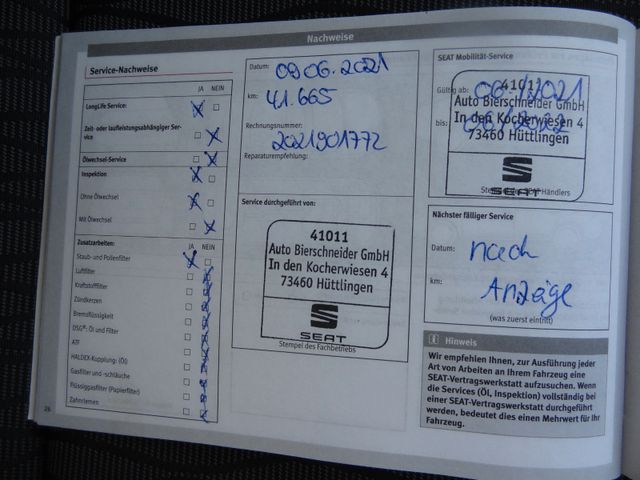 Nachweise
Service-Nachweise
JA NEIN
LongLife Service:
Zeit- oder laufleistungsabhängiger Ser-
vice
Ölwechsel-Service
Inspektion
Ohne Ölwechsel
Mit Ölwechsel
Zusatzarbeiten:
JA NEIN
Staub- und Pollenfilter
Luftfilter
Kraftstofffilter
Zündkerzen
Bremsflüssigkeit
DSG®: Öl und Filter
ATF
HALDEX-Kupplung: (Öl)
Gasfilter und -schläuche
Flüssiggasfilter (Papierfilter)
Zahnriemen
26
Datum: 09.06.2021
km: 41.665
Rechnungsnummer:
2021901772
Reparaturempfehlung:
Service durchgeführt von:
41011
Auto Bierschneider GmbH
In den Kocherwiesen 4
73460 Hüttlingen
SEAT
Stempel des Fachbetriebs
SEAT Mobilität-Service
Gültig ab: 06/2021
41011
Auto Bierschneider GmbH
bis:
In den Kocherwiesen 4
73460 Hüttlingen
SEAT
Händlers
Nächster fälliger Service
Datum: nach
km: Anzeige
(was zuerst eintritt)
Hinweis
Wir empfehlen Ihnen, zur Ausführung jeder
Art von Arbeiten an Ihrem Fahrzeug eine
SEAT-Vertragswerkstatt aufzusuchen. Wenn
die Services (Öl, Inspektion) vollständig bei
einer SEAT-Vertragswerkstatt durchgeführt
werden, bedeutet dies einen Mehrwert für Ihr
Fahrzeug.